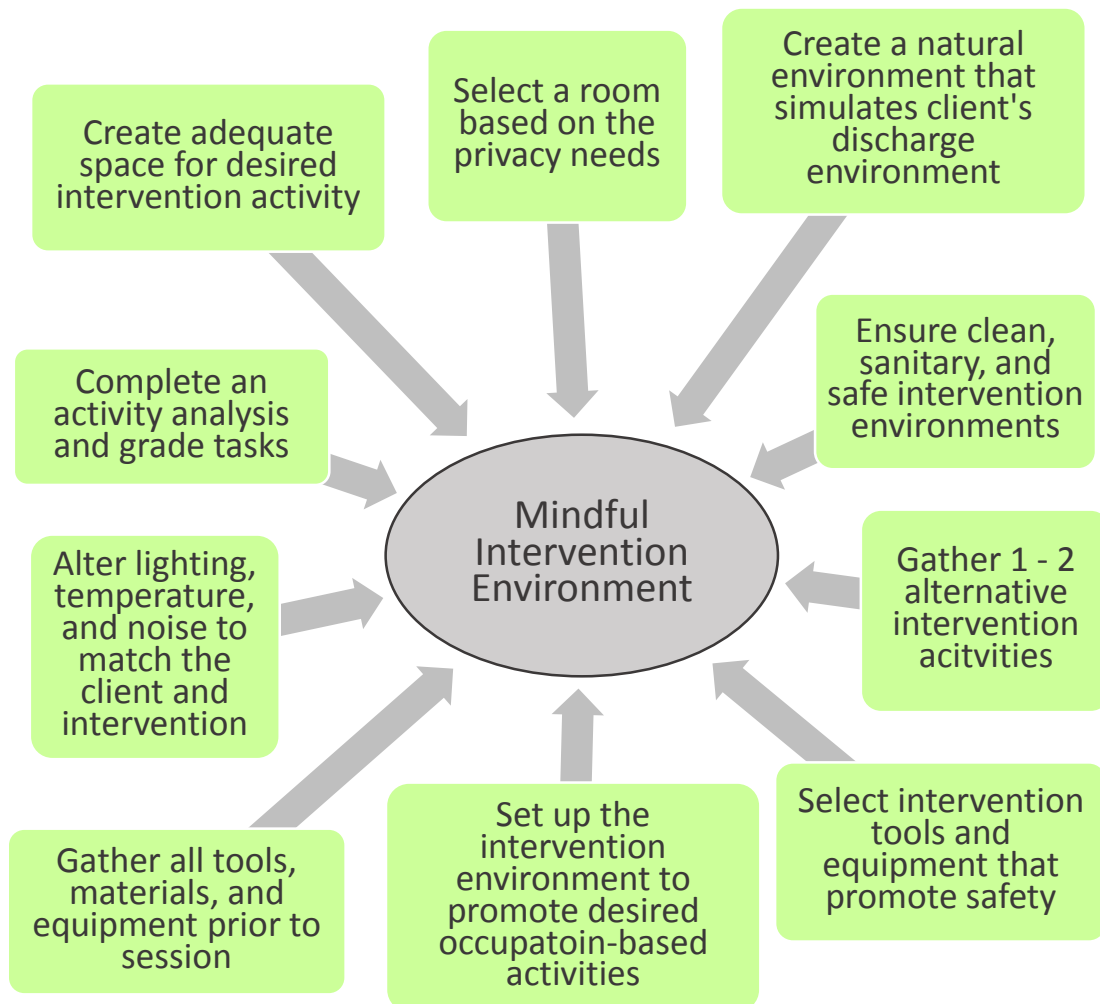 Create adequate
space for desired
intervention activity
Select a room
based on the
privacy needs
Create a natural
environment that
simulates client's
discharge
environment
Complete an
activity analysis
and grade tasks
Ensure clean,
sanitary, and
safe intervention
environments
Mindful
Intervention
Environment
Alter lighting,
temperature,
and noise to
match the
client and
intervention
Gather 1 - 2
alternative
intervention
acitvities
Gather all tools,
materials, and
equipment prior to
session
Set up the
intervention
environment to
promote desired
occupatoin-based
activities
Select intervention
tools and
equipment that
promote safety